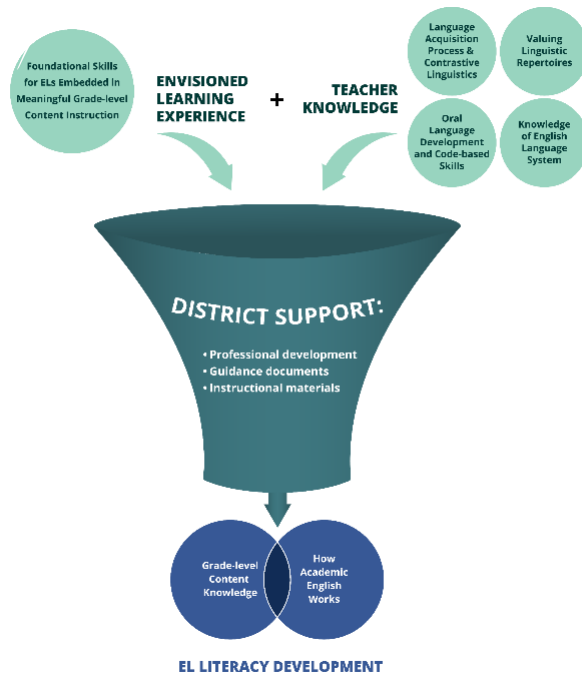 Foundational Skills
for ELs Embedded in
Meaningful Grade-level
Content Instruction
ENVISIONED
LEARNING
EXPERIENCE
+
TEACHER
KNOWLEDGE
Language
Acquisition
Process &
Contrastive
Linguistics
Valuing
Linguistic
Repertoires
Oral
Language
Development
and Code-based
Skills
Knowledge
of English
Language
System
DISTRICT SUPPORT:
• Professional development
• Guidance documents
• Instructional materials
Grade-level
Content
Knowledge
How
Academic
English
Works
EL LITERACY DEVELOPMENT